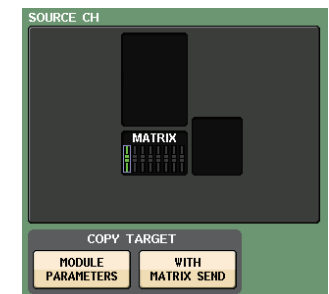 SOURCE CH
MATRIX
COPY TARGET
MODULE
PARAMETERS
WITH
MATRIX SEND